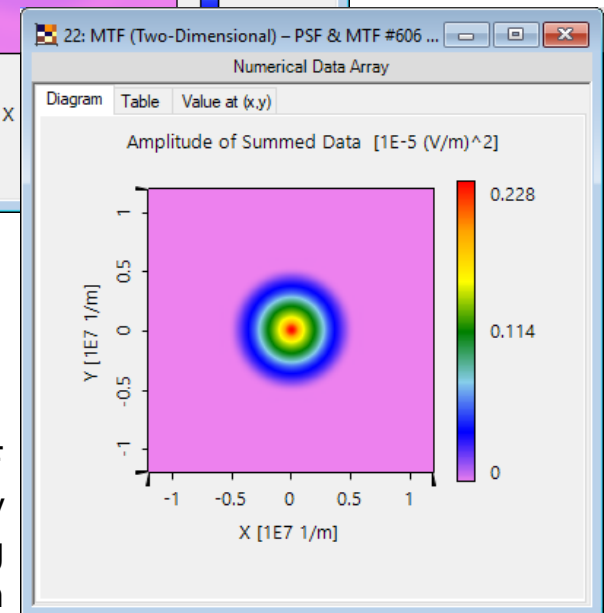 22: MTF (Two-Dimensional) – PSF & MTF #606 ...
Numerical Data Array
Diagram Table Value at (x,y)
X
Amplitude of Summed Data [1E-5 (V/m)^2]
0.228
0.114
0
1
0.5
0
-0.5
-1
Y [1E7 1/m]
-1 -0.5 0 0.5 1
X [1E7 1/m]